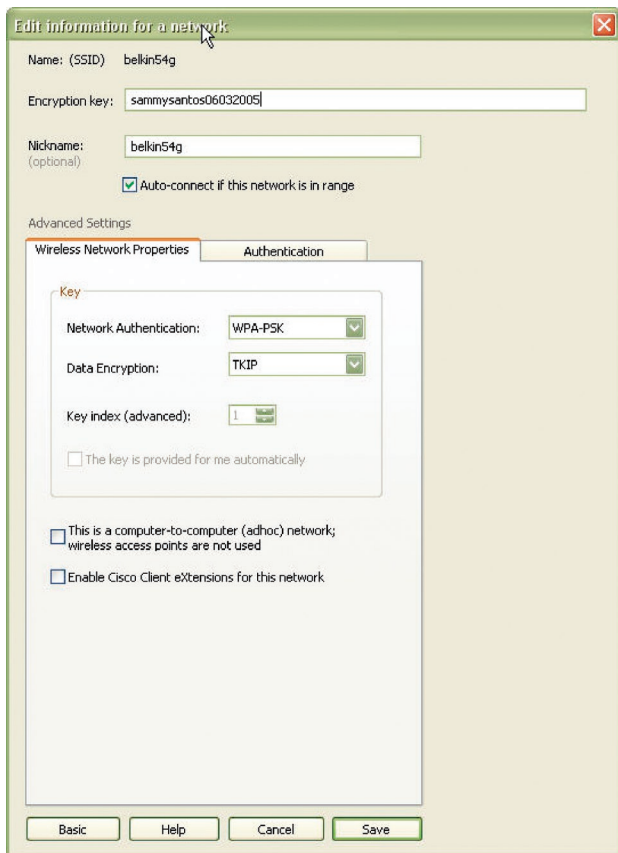 Edit information for a network
Name: (SSID) belkin54g
Encryption key: sammysantos06032005
Nickname: belkin54g
(optional)
Auto-connect if this network is in range
Advanced Settings
Wireless Network Properties Authentication
Key
Network Authentication: WPA-PSK
Data Encryption: TKIP
Key index (advanced): 1
The key is provided for me automatically
This is a computer-to-computer (adhoc) network;
wireless access points are not used
Enable Cisco Client eXtensions for this network
Basic Help Cancel Save